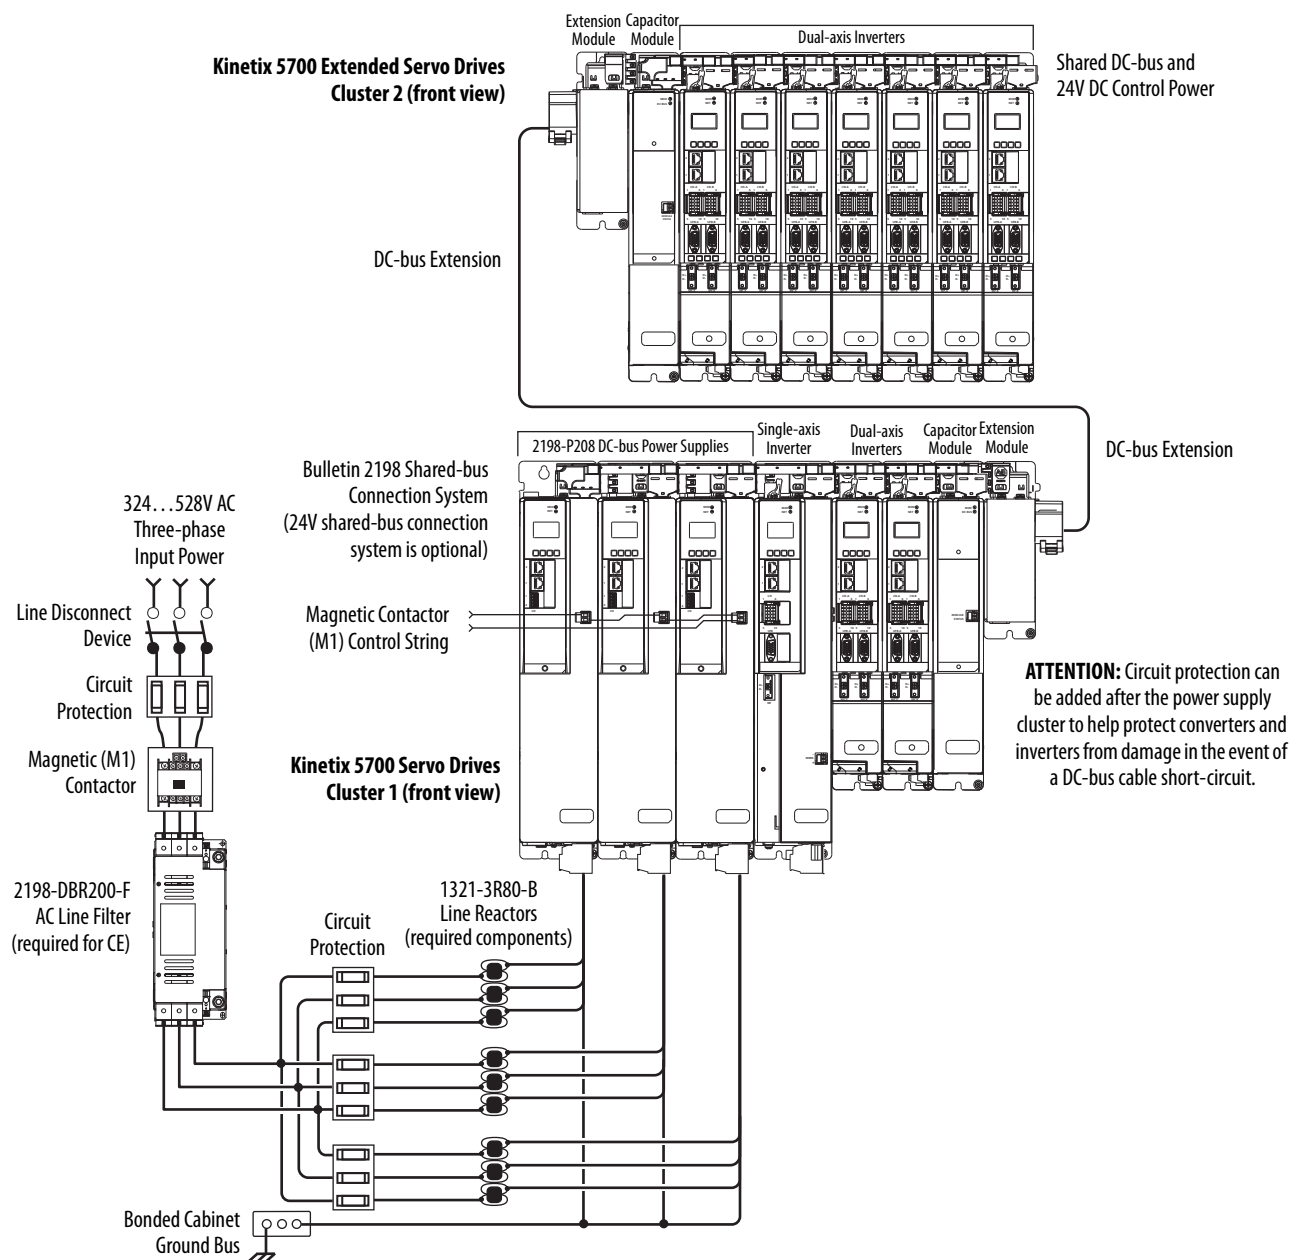 Extension
Module
Capacitor
Module
Dual-axis Inverters
Kinetix 5700 Extended Servo Drives
Cluster 2 (front view)
Shared DC-bus and
24V DC Control Power
DC-bus Extension
2198-P208 DC-bus Power Supplies
Single-axis
Inverter
Dual-axis
Inverters
Capacitor
Module
Extension
Module
DC-bus Extension
Bulletin 2198 Shared-bus
Connection System
(24V shared-bus connection
system is optional)
324…528V AC
Three-phase
Input Power
Line Disconnect
Device
Magnetic Contactor
(M1) Control String
Circuit
Protection
ATTENTION: Circuit protection can
be added after the power supply
cluster to help protect converters and
inverters from damage in the event of
a DC-bus cable short-circuit.
Magnetic (M1)
Contactor
Kinetix 5700 Servo Drives
Cluster 1 (front view)
2198-DBR200-F
AC Line Filter
(required for CE)
Circuit
Protection
1321-3R80-B
Line Reactors
(required components)
Bonded Cabinet
Ground Bus